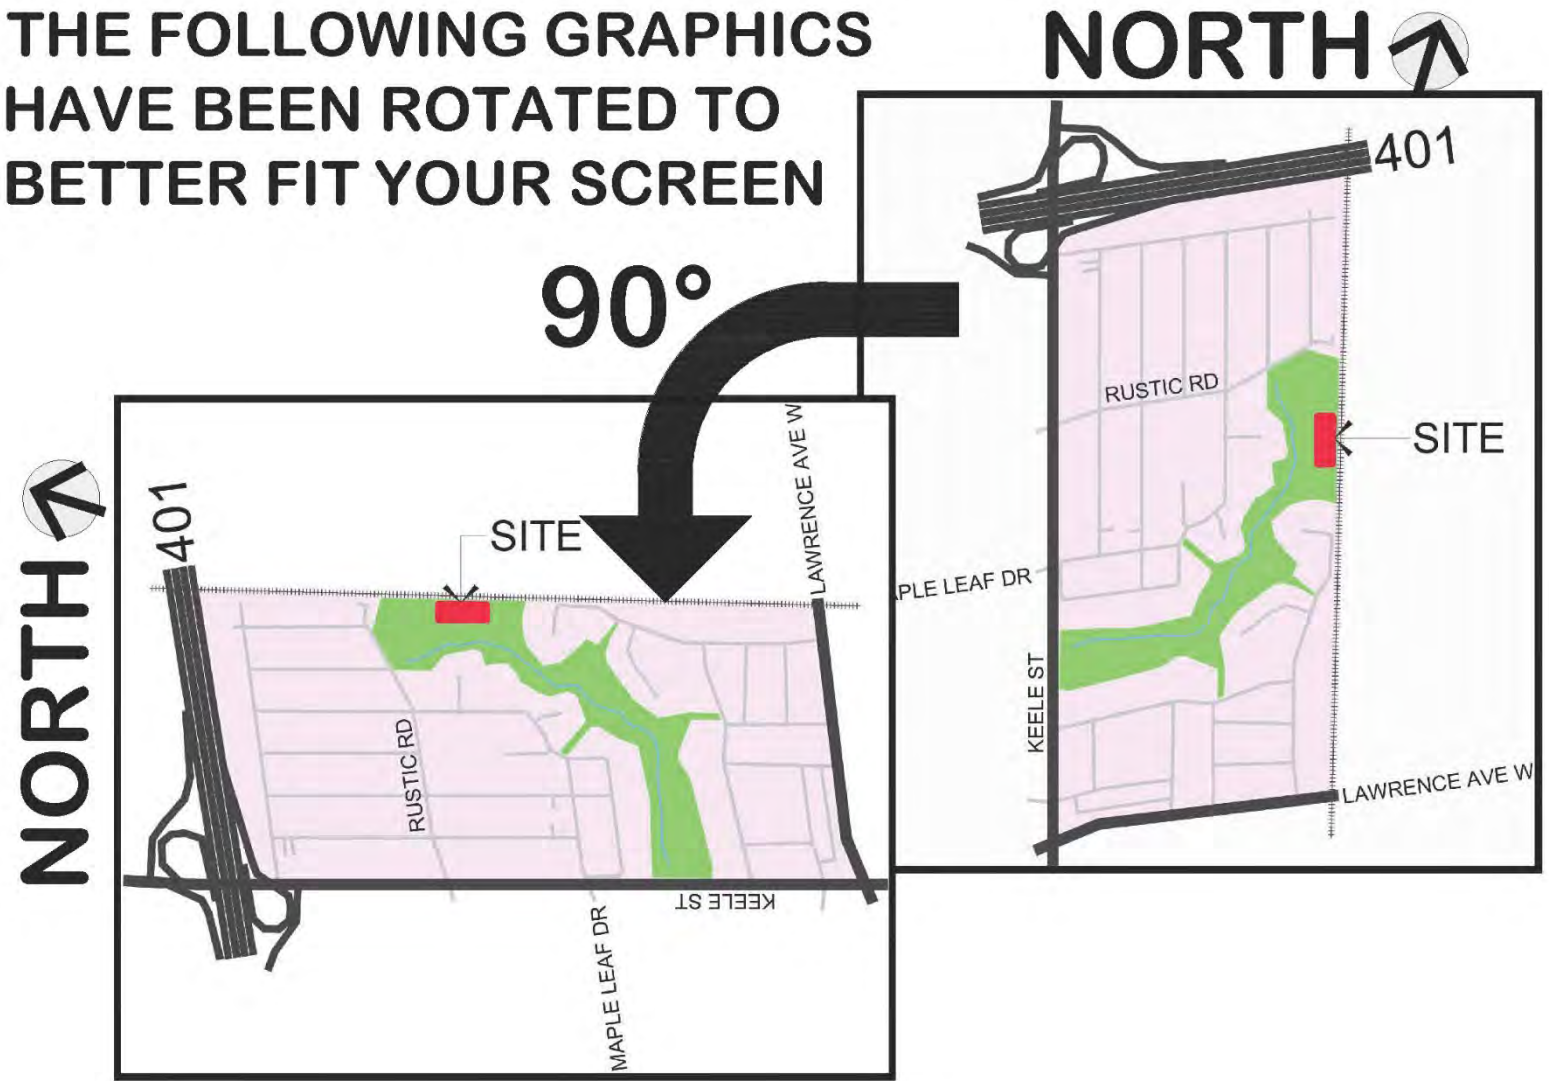 THE FOLLOWING GRAPHICS
HAVE BEEN ROTATED TO
BETTER FIT YOUR SCREEN
NORTH
401
90°
RUSTIC RD
SITE
PLE LEAF DR
KEELE ST
LAWRENCE AVE W
NORTH
401
SITE
LAWRENCE AVE W
RUSTIC RD
KEELE ST
MAPLE LEAF DR